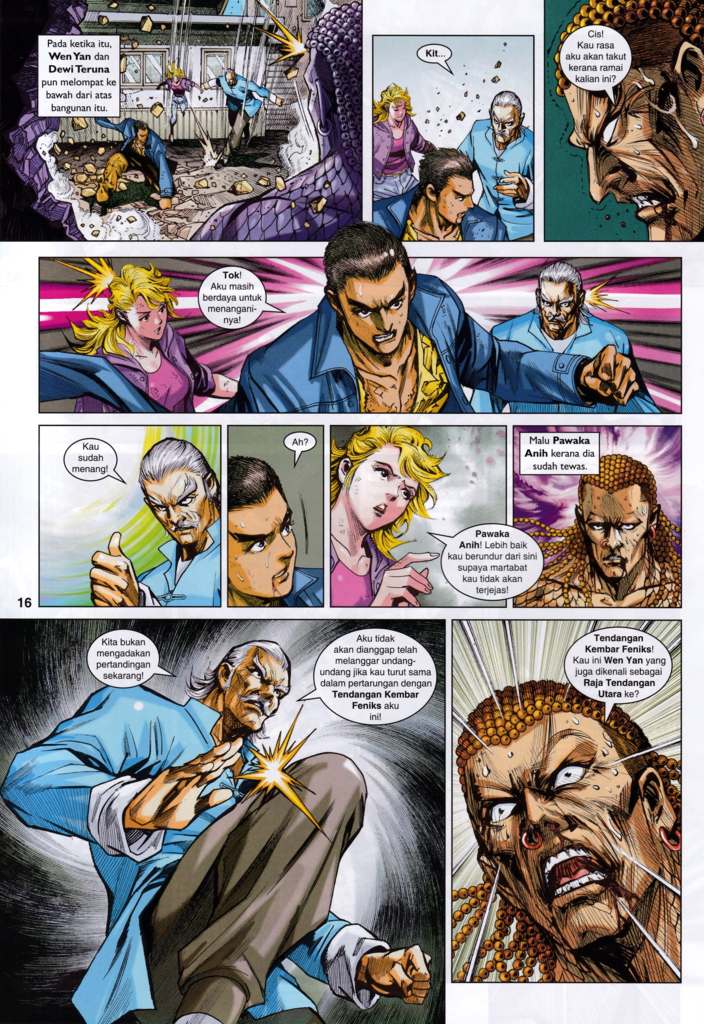 Pada ketika itu,
Wen Yan dan
Dewi Teruna
pun melompat ke
bawah dari atas
bangunan itu.
Kit...
Cis!
Kau rasa
aku akan takut
kerana ramai
kalian ini?
Tok!
Aku masih
berdaya untuk
menangani-
nya!
Kau
sudah
menang!
Ah?
Pawaka
Anih! Lebih baik
kau berundur dari sini
supaya martabat
kau tidak akan
terjejas!
Malu Pawaka
Anih kerana dia
sudah tewas.
16
Kita bukan
mengadakan
pertandingan
sekarang!
Aku tidak
akan dianggap telah
melanggar undang-
undang jika kau turut sama
dalam pertarungan dengan
Tendangan Kembar
Feniks aku
ini!
Tendangan
Kembar Feniks!
Kau ini Wen Yan yang
juga dikenali sebagai
Raja Tendangan
Utara ke?